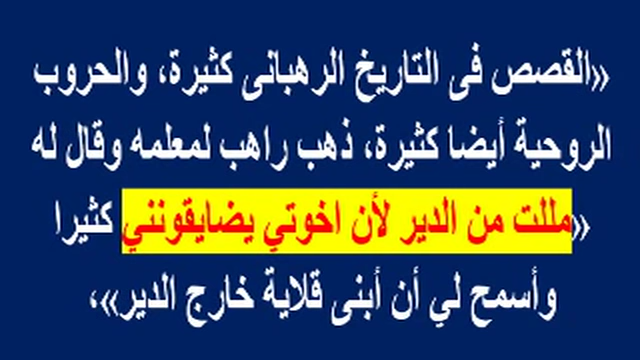 «القصص فى التاريخ الرهبانى كثيرة، والحروب
الروحية أيضا كثيرة، ذهب راهب لمعلمه وقال له
«مللت من الدير لأن اخوتي يضايقونني كثيرا
وأسمح لي أن أبنى قلاية خارج الدير»،